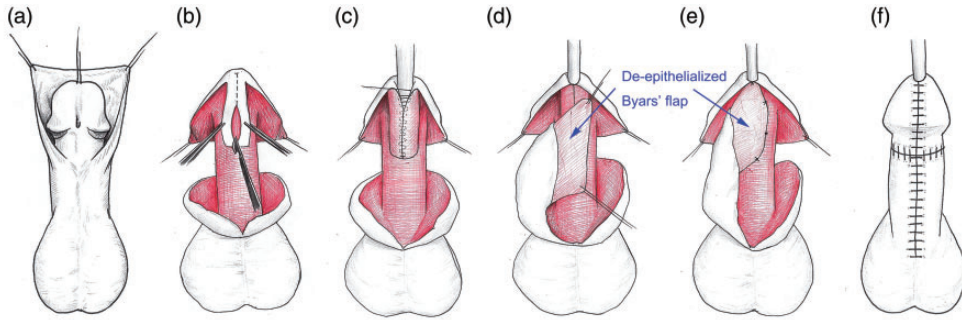 (a)
(b)
(c)
(d)
(e)
(f)
De-epithelialized
Byars' flap